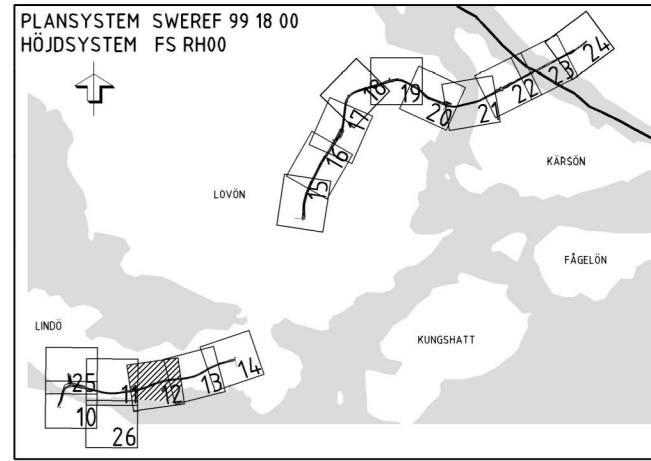 PLANSYSTEM SWEREF 99 18 00
HÖJDSYSTEM FS RH00
24
23
22
21
20
19
18
17
16
15
KÄRSÖN
LOVÖN
FÅGELÖN
KUNGSHATT
LINDÖ
25
10
26
11
12
13
14